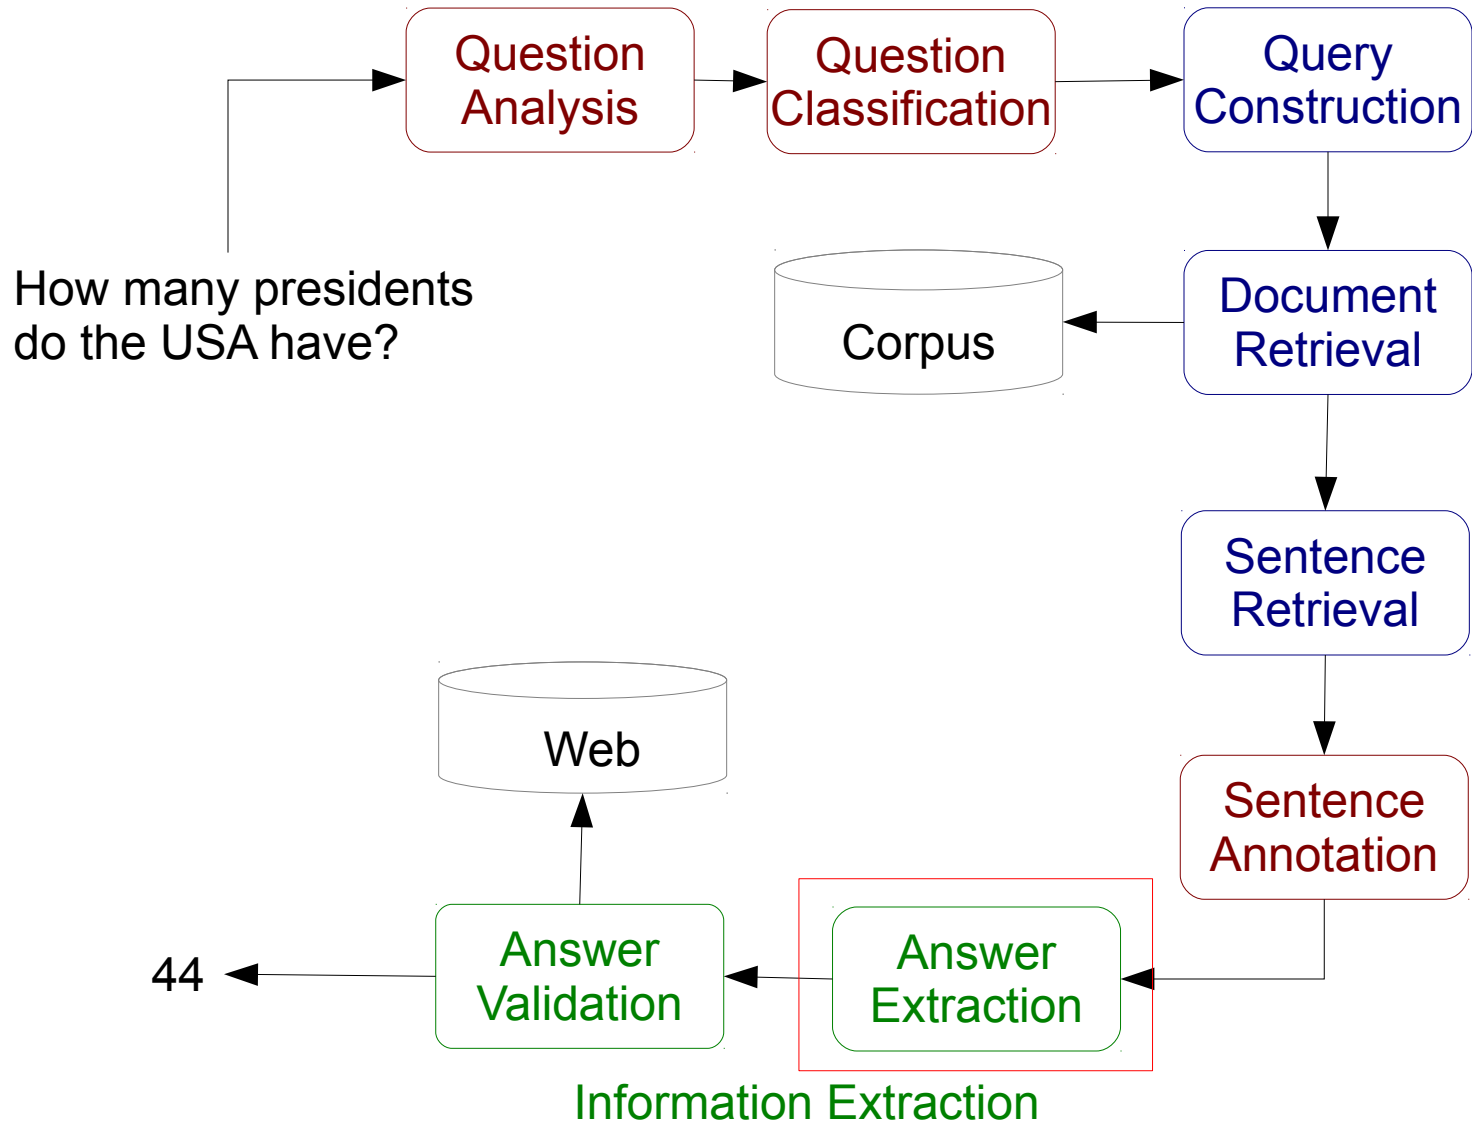 Question
Analysis
Question
Classification
Query
Construction
How many presidents
do the USA have?
Corpus
Document
Retrieval
Sentence
Retrieval
Web
Sentence
Annotation
44
Answer
Validation
Answer
Extraction
Information Extraction